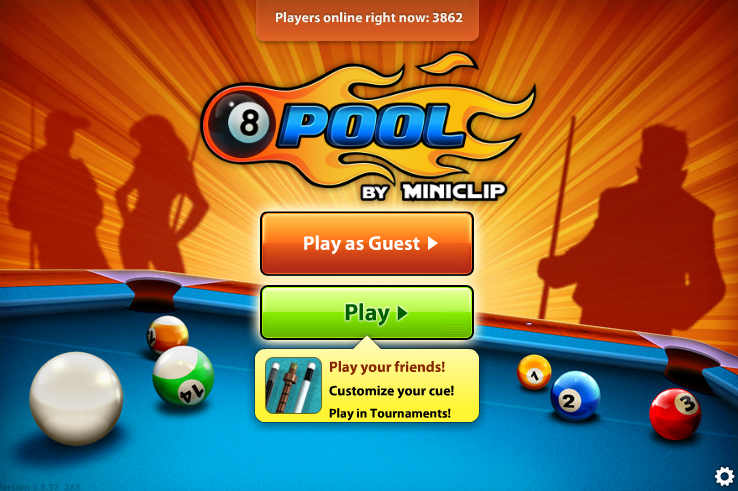 Players online right now: 3862
8
POOL
BY MINICLIP
Play as Guest
Play
Play your friends!
Customize your cue!
Play in Tournaments!
14
1
2
3